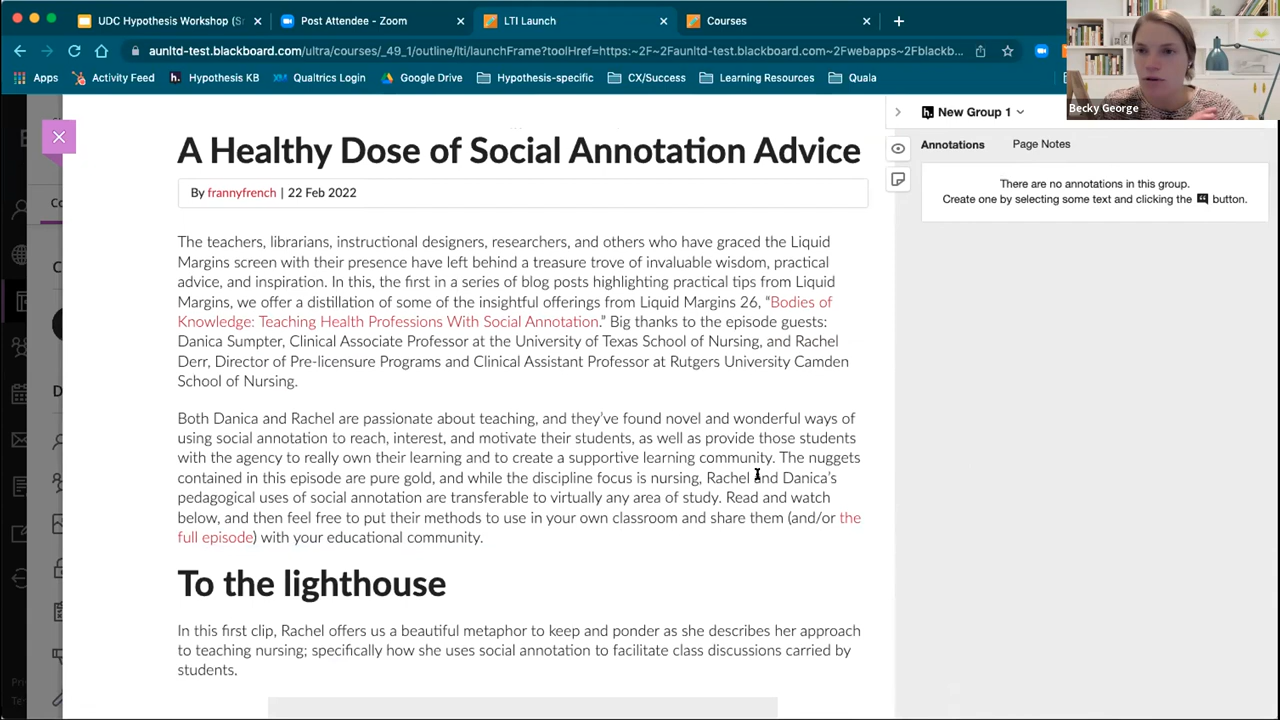 UDC Hypothesis Workshop (Sr
Post Attendee - Zoom
LTI Launch
Courses
aunltd-test.blackboard.com/ultra/courses/_49_1/outline/lti/launchFrame?toolHref=https:~2F~2Faunltd-test.blackboard.com~2Fwebapps~2Fblackb...
Apps
Activity Feed
Hypothesis KB
Qualtrics Login
Google Drive
Hypothesis-specific
CX/Success
Learning Resources
Quala
Becky George
New Group 1
Annotations
Page Notes
There are no annotations in this group.
Create one by selecting some text and clicking the button.
A Healthy Dose of Social Annotation Advice
By frannyfrench | 22 Feb 2022
The teachers, librarians, instructional designers, researchers, and others who have graced the Liquid
Margins screen with their presence have left behind a treasure trove of invaluable wisdom, practical
advice, and inspiration. In this, the first in a series of blog posts highlighting practical tips from Liquid
Margins, we offer a distillation of some of the insightful offerings from Liquid Margins 26, “Bodies of
Knowledge: Teaching Health Professions With Social Annotation.” Big thanks to the episode guests:
Danica Sumpter, Clinical Associate Professor at the University of Texas School of Nursing, and Rachel
Derr, Director of Pre-licensure Programs and Clinical Assistant Professor at Rutgers University Camden
School of Nursing.
Both Danica and Rachel are passionate about teaching, and they’ve found novel and wonderful ways of
using social annotation to reach, interest, and motivate their students, as well as provide those students
with the agency to really own their learning and to create a supportive learning community. The nuggets
contained in this episode are pure gold, and while the discipline focus is nursing, Rachel and Danica’s
pedagogical uses of social annotation are transferable to virtually any area of study. Read and watch
below, and then feel free to put their methods to use in your own classroom and share them (and/or the
full episode) with your educational community.
To the lighthouse
In this first clip, Rachel offers us a beautiful metaphor to keep and ponder as she describes her approach
to teaching nursing; specifically how she uses social annotation to facilitate class discussions carried by
students.